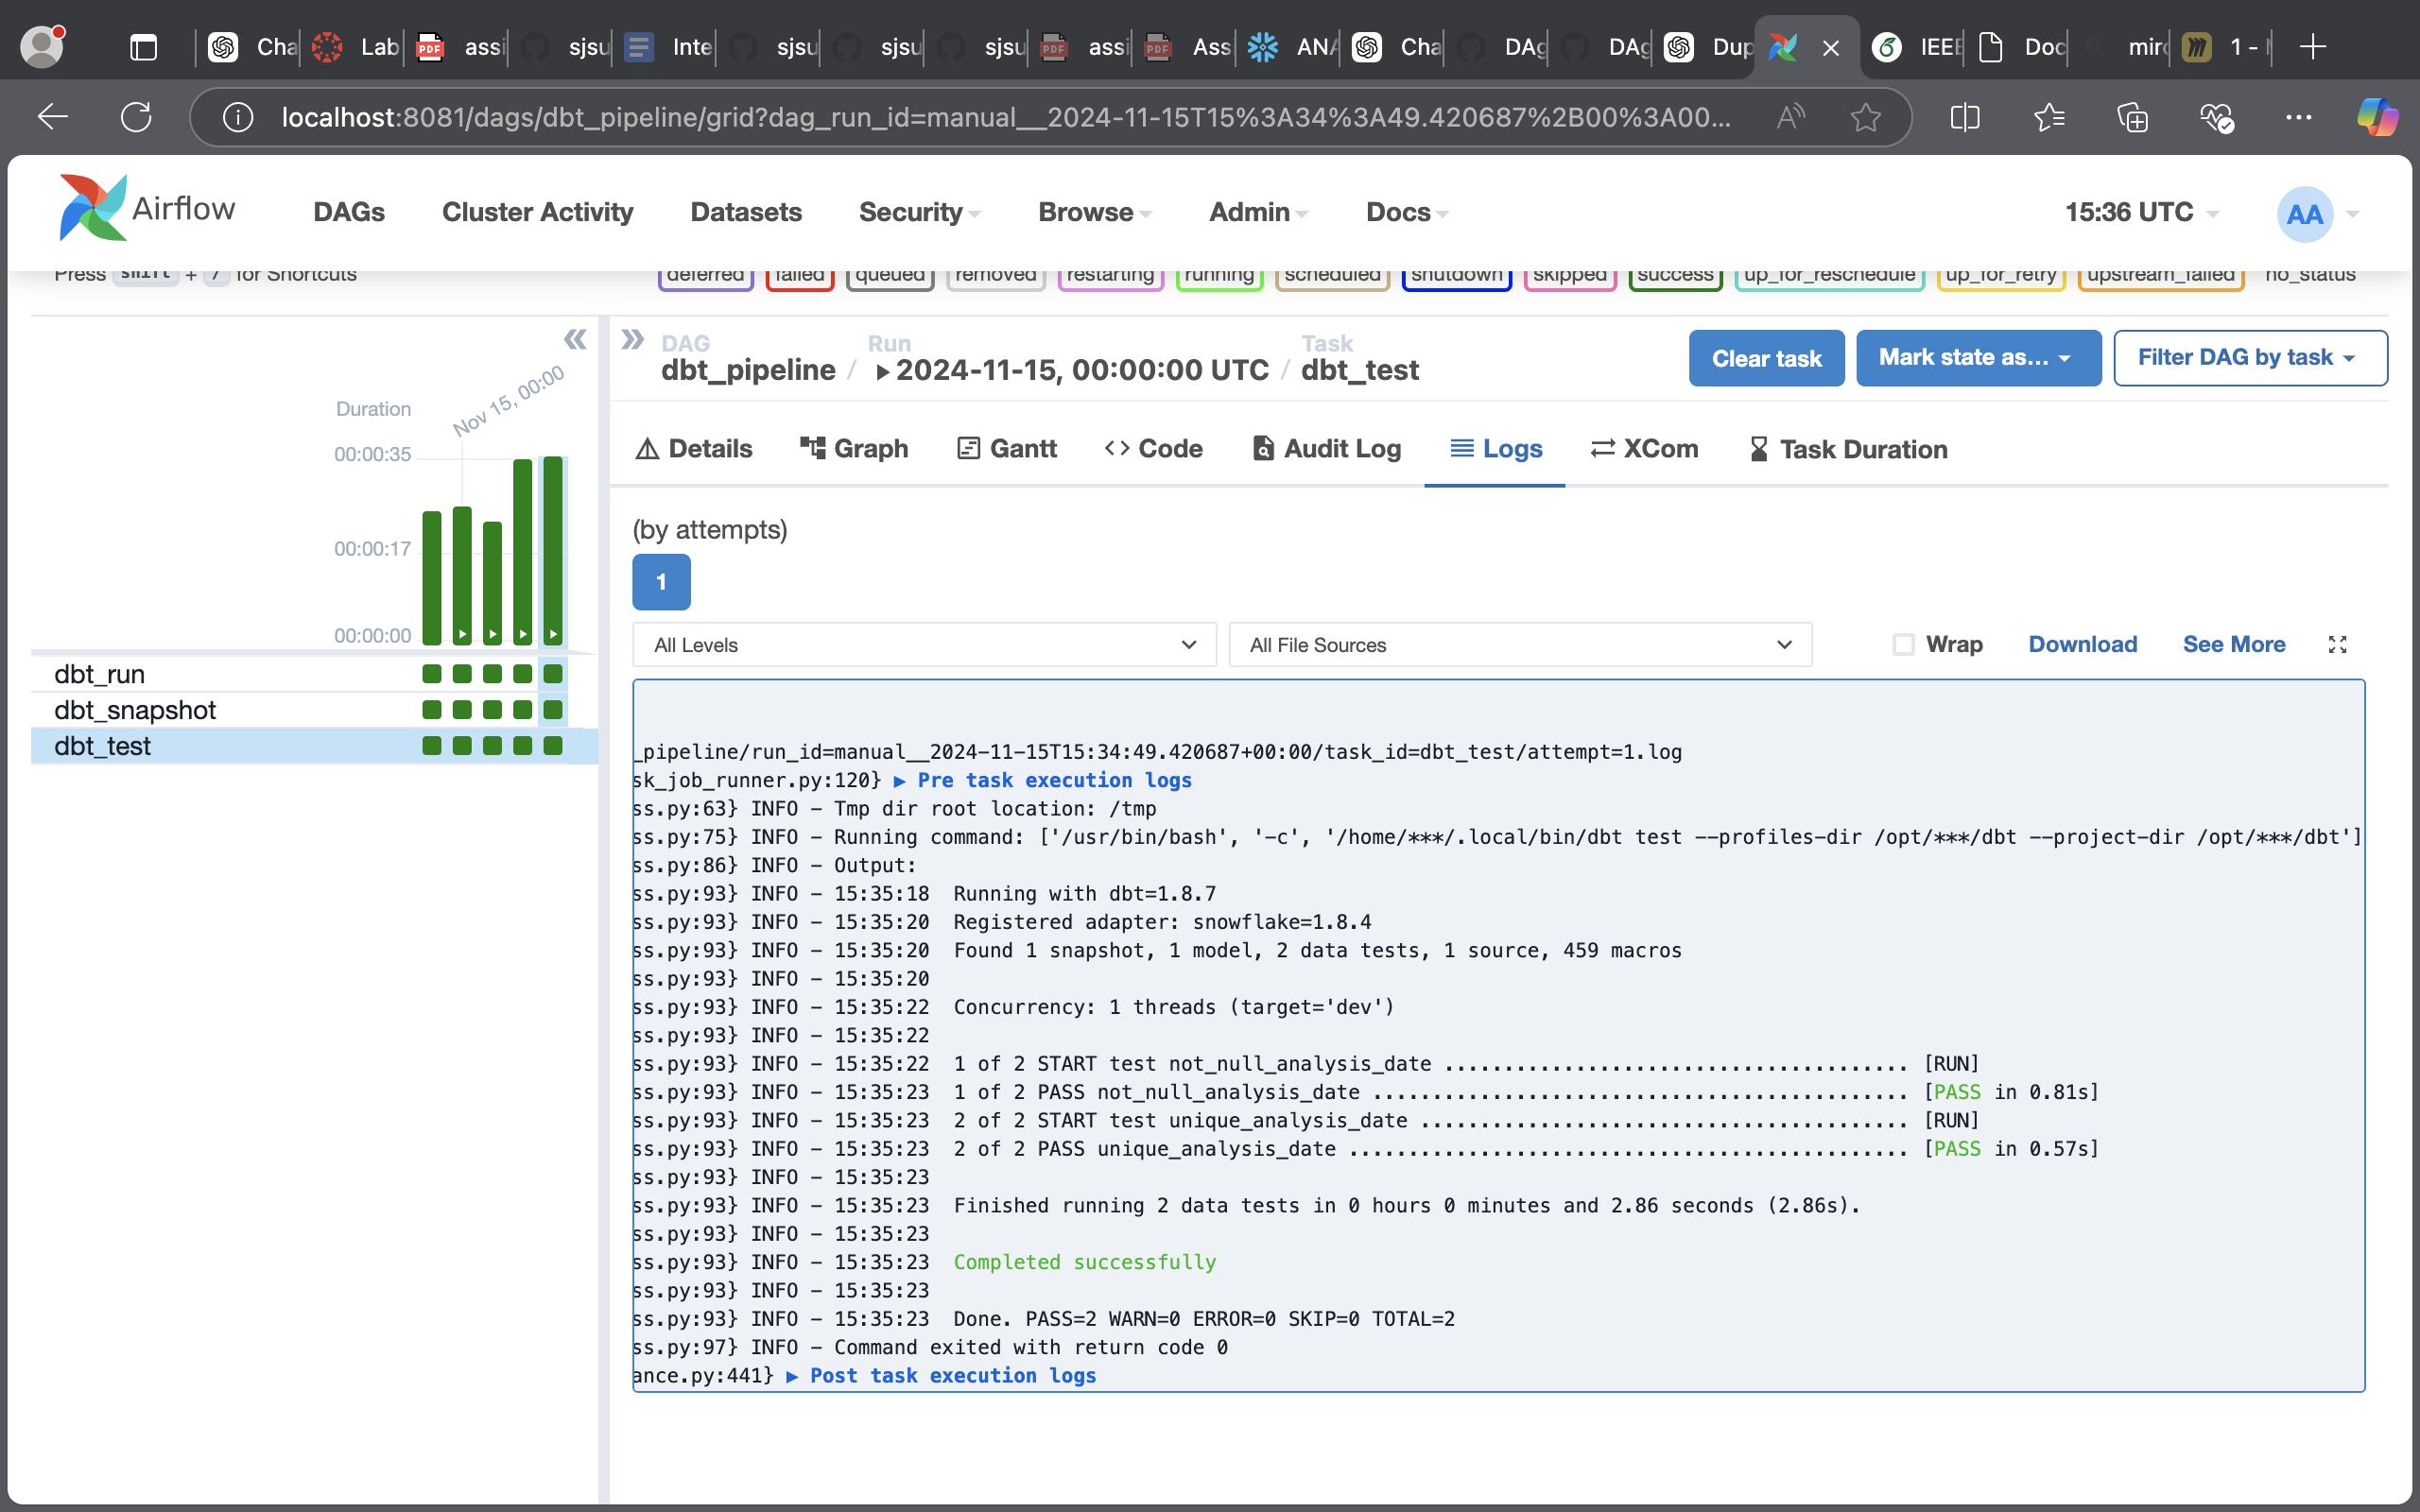 Cha
Lab
PDF
assi
sjsu
Inte
sjsu
sjsu
sjsu
PDF
assi
PDF
Ass
ANA
Cha
DAg
DAg
Dup
IEEE
Doc
miro
1 -
localhost:8081/dags/dbt_pipeline/grid?dag_run_id=manual__2024-11-15T15%3A34%3A49.420687%2B00%3A00...
Airflow
DAGs
Cluster Activity
Datasets
Security
Browse
Admin
Docs
15:36 UTC
AA
Press shift + / for Shortcuts
deferred
failed
queued
removed
restarting
running
scheduled
shutdown
skipped
success
up_for_reschedule
up_for_retry
upstream_failed
no_status
Duration
Nov 15, 00:00
00:00:35
00:00:17
00:00:00
dbt_run
dbt_snapshot
dbt_test
DAG
dbt_pipeline /
Run
2024-11-15, 00:00:00 UTC /
Task
dbt_test
Clear task
Mark state as...
Filter DAG by task
Details
Graph
Gantt
Code
Audit Log
Logs
XCom
Task Duration
(by attempts)
1
All Levels
All File Sources
Wrap
Download
See More
_pipeline/run_id=manual__2024-11-15T15:34:49.420687+00:00/task_id=dbt_test/attempt=1.log
sk_job_runner.py:120} ▶ Pre task execution logs
ss.py:63} INFO - Tmp dir root location: /tmp
ss.py:75} INFO - Running command: ['/usr/bin/bash', '-c', '/home/***/.local/bin/dbt test --profiles-dir /opt/***/dbt --project-dir /opt/***/dbt']
ss.py:86} INFO - Output:
ss.py:93} INFO - 15:35:18  Running with dbt=1.8.7
ss.py:93} INFO - 15:35:20  Registered adapter: snowflake=1.8.4
ss.py:93} INFO - 15:35:20  Found 1 snapshot, 1 model, 2 data tests, 1 source, 459 macros
ss.py:93} INFO - 15:35:20
ss.py:93} INFO - 15:35:22  Concurrency: 1 threads (target='dev')
ss.py:93} INFO - 15:35:22
ss.py:93} INFO - 15:35:22  1 of 2 START test not_null_analysis_date ....................................... [RUN]
ss.py:93} INFO - 15:35:23  1 of 2 PASS not_null_analysis_date ............................................. [PASS in 0.81s]
ss.py:93} INFO - 15:35:23  2 of 2 START test unique_analysis_date ......................................... [RUN]
ss.py:93} INFO - 15:35:23  2 of 2 PASS unique_analysis_date ............................................... [PASS in 0.57s]
ss.py:93} INFO - 15:35:23
ss.py:93} INFO - 15:35:23  Finished running 2 data tests in 0 hours 0 minutes and 2.86 seconds (2.86s).
ss.py:93} INFO - 15:35:23
ss.py:93} INFO - 15:35:23  Completed successfully
ss.py:93} INFO - 15:35:23
ss.py:93} INFO - 15:35:23  Done. PASS=2 WARN=0 ERROR=0 SKIP=0 TOTAL=2
ss.py:97} INFO - Command exited with return code 0
ance.py:441} ▶ Post task execution logs